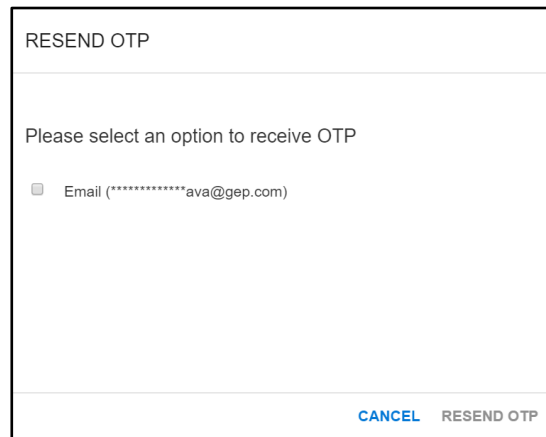 RESEND OTP
Please select an option to receive OTP
Email (*************ava@gep.com)
CANCEL RESEND OTP